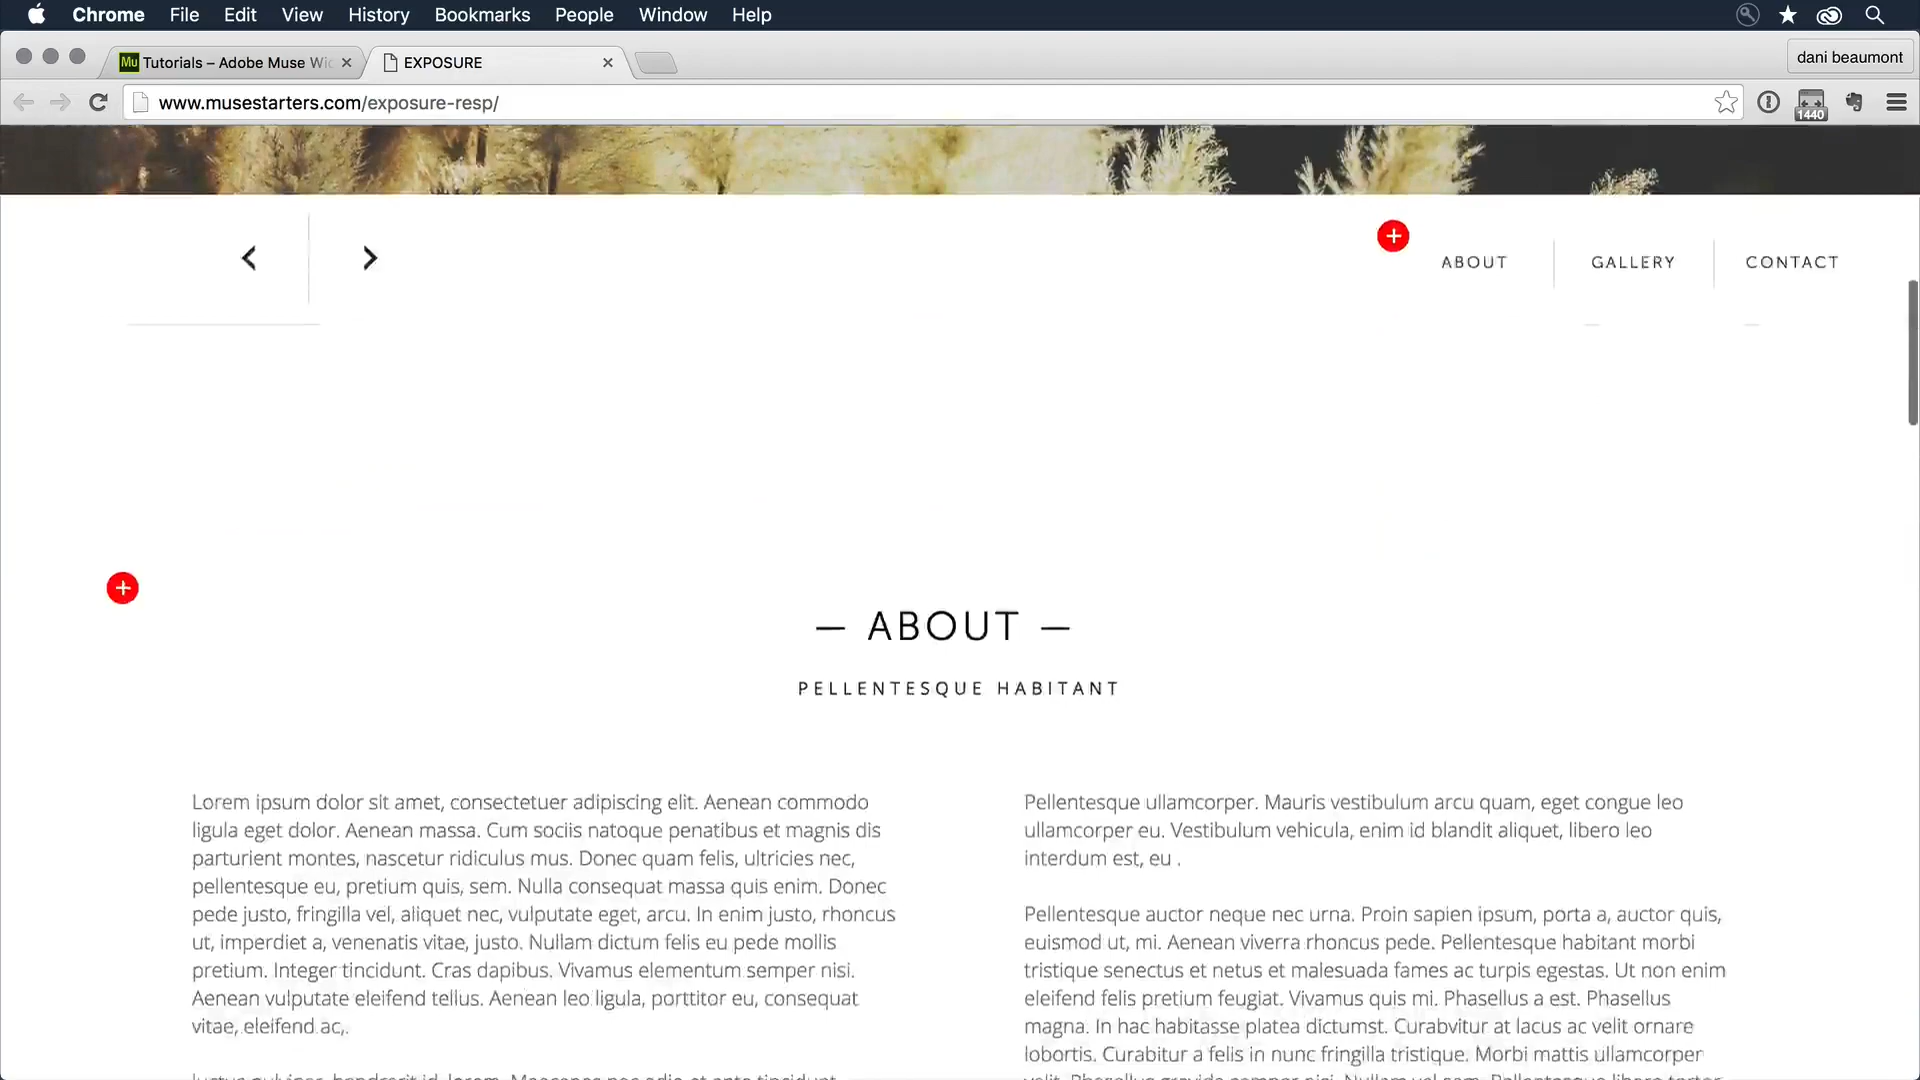 Chrome File Edit View History Bookmarks People Window Help
Mu Tutorials – Adobe Muse Wi
EXPOSURE
dani beaumont
www.musestarters.com/exposure-resp/
1440
ABOUT GALLERY CONTACT
— ABOUT —
PELLENTESQUE HABITANT
Lorem ipsum dolor sit amet, consectetuer adipiscing elit. Aenean commodo
ligula eget dolor. Aenean massa. Cum sociis natoque penatibus et magnis dis
parturient montes, nascetur ridiculus mus. Donec quam felis, ultricies nec,
pellentesque eu, pretium quis, sem. Nulla consequat massa quis enim. Donec
pede justo, fringilla vel, aliquet nec, vulputate eget, arcu. In enim justo, rhoncus
ut, imperdiet a, venenatis vitae, justo. Nullam dictum felis eu pede mollis
pretium. Integer tincidunt. Cras dapibus. Vivamus elementum semper nisi.
Aenean vulputate eleifend tellus. Aenean leo ligula, porttitor eu, consequat
vitae, eleifend ac,.
Pellentesque ullamcorper. Mauris vestibulum arcu quam, eget congue leo
ullamcorper eu. Vestibulum vehicula, enim id blandit aliquet, libero leo
interdum est, eu .
Pellentesque auctor neque nec urna. Proin sapien ipsum, porta a, auctor quis,
euismod ut, mi. Aenean viverra rhoncus pede. Pellentesque habitant morbi
tristique senectus et netus et malesuada fames ac turpis egestas. Ut non enim
eleifend felis pretium feugiat. Vivamus quis mi. Phasellus a est. Phasellus
magna. In hac habitasse platea dictumst. Curabvitur at lacus ac velit ornare
lobortis. Curabitur a felis in nunc fringilla tristique. Morbi mattis ullamcorper